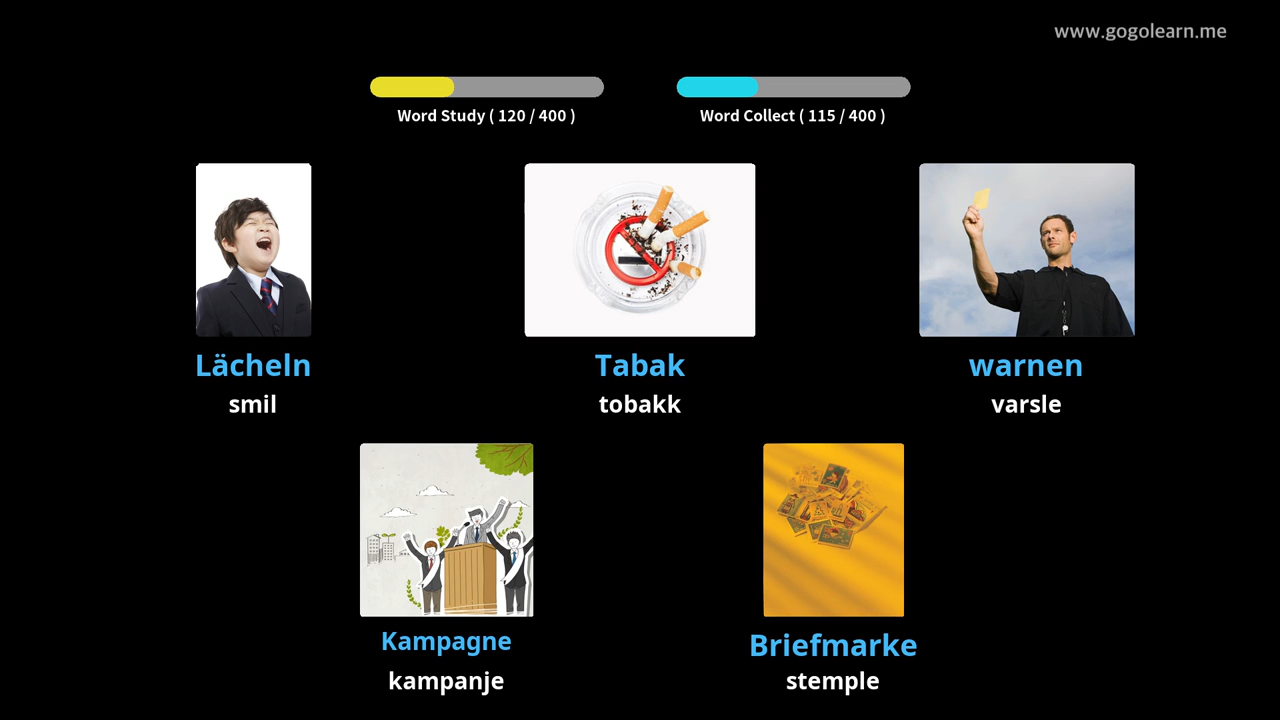 www.gogolearn.me
Word Study ( 120 / 400 )
Word Collect ( 115 / 400 )
Lächeln
smil
Tabak
tobakk
warnen
varsle
Kampagne
kampanje
Briefmarke
stemple